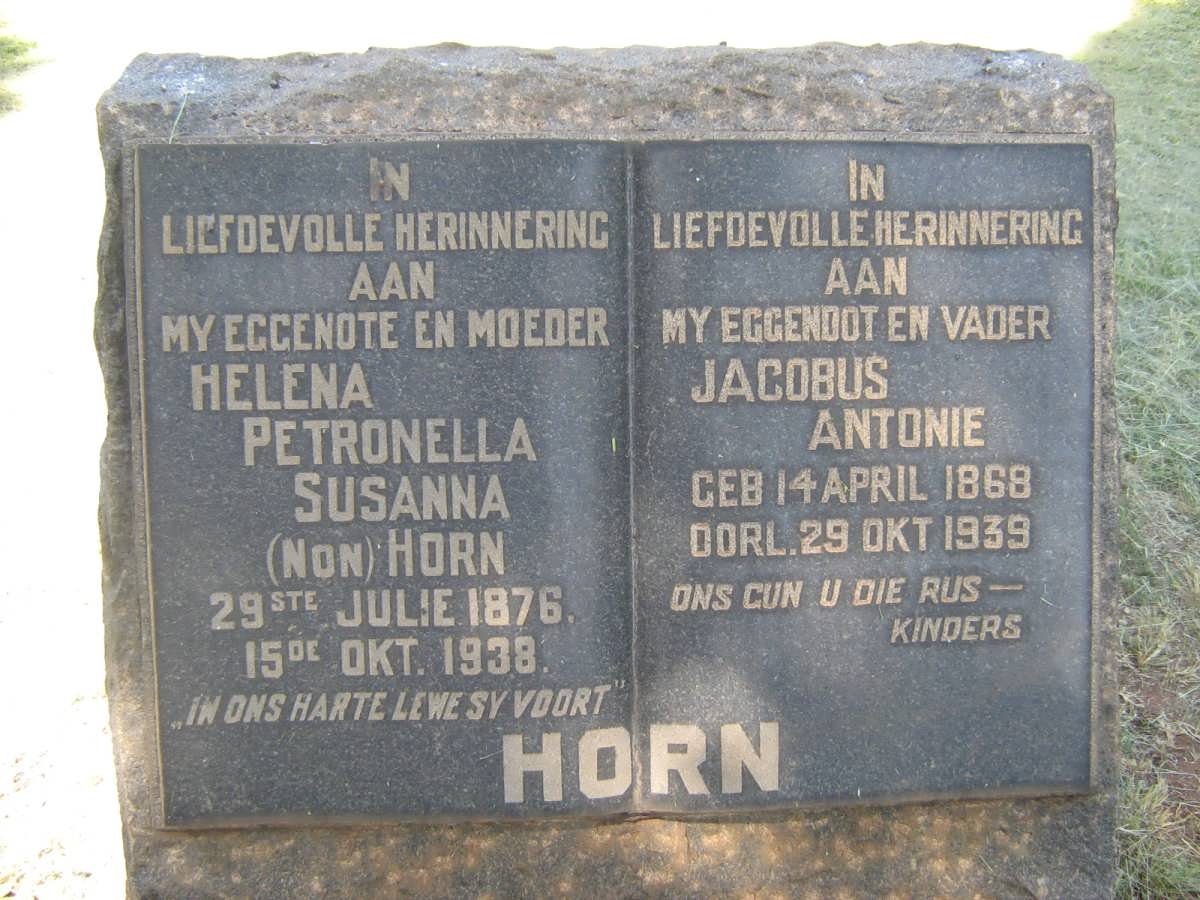 IN
LIEFDEVOLLE HERINNERING
AAN
MY EGGENOTE EN MOEDER
HELENA
PETRONELLA
SUSANNA
(NON) HORN
29STE JULIE 1876.
15DE OKT. 1938.
„IN ONS HARTE LEWE SY VOORT"
IN
LIEFDEVOLLE HERINNERING
AAN
MY EGGENOOT EN VADER
JACOBUS
ANTONIE
GEB 14 APRIL 1868
OORL. 29 OKT 1939
ONS GUN U DIE RUS —
KINDERS
HORN